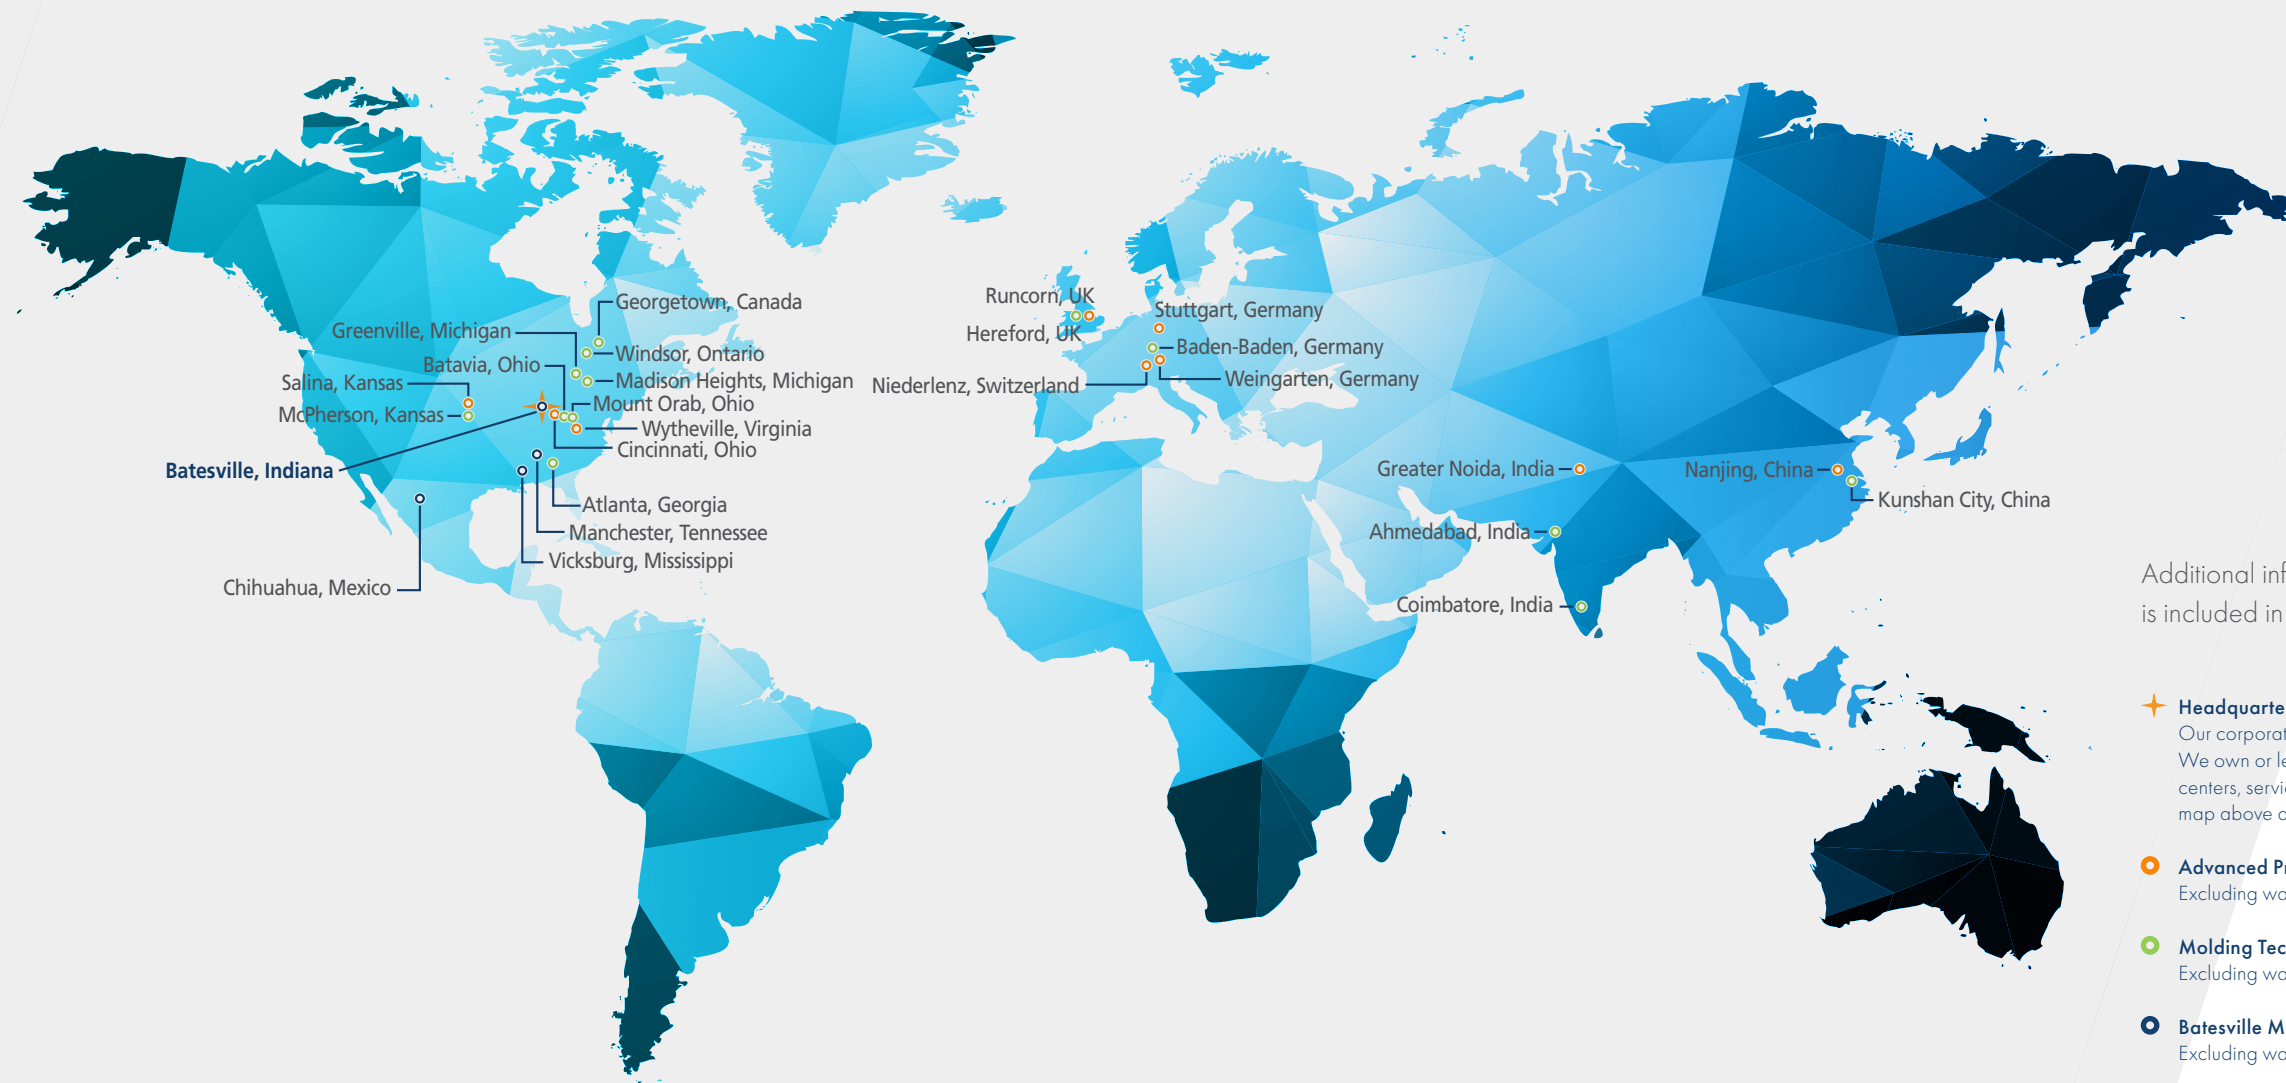 Georgetown, Canada
Greenville, Michigan
Windsor, Ontario
Batavia, Ohio
Madison Heights, Michigan
Salina, Kansas
Mount Orab, Ohio
McPherson, Kansas
Wytheville, Virginia
Cincinnati, Ohio
Batesville, Indiana
Atlanta, Georgia
Manchester, Tennessee
Vicksburg, Mississippi
Chihuahua, Mexico
Runcorn, UK
Stuttgart, Germany
Hereford, UK
Baden-Baden, Germany
Niederlenz, Switzerland
Weingarten, Germany
Greater Noida, India
Nanjing, China
Kunshan City, China
Ahmedabad, India
Coimbatore, India
Additional
is included in
Our
We own or
centers,
map above
Advanced
Excluding
Molding
Excluding
Batesville
Excluding